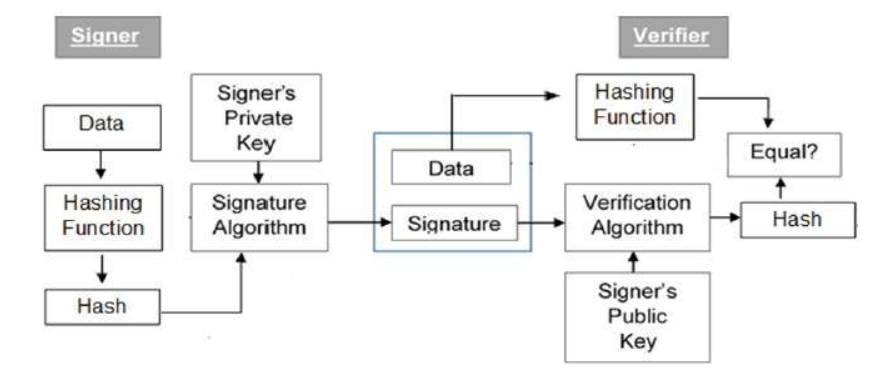 Signer
Verifier
Data
Hashing
Function
Hash
Signer's
Private
Key
Signature
Algorithm
Data
Signature
Hashing
Function
Verification
Algorithm
Signer's
Public
Key
Equal?
Hash